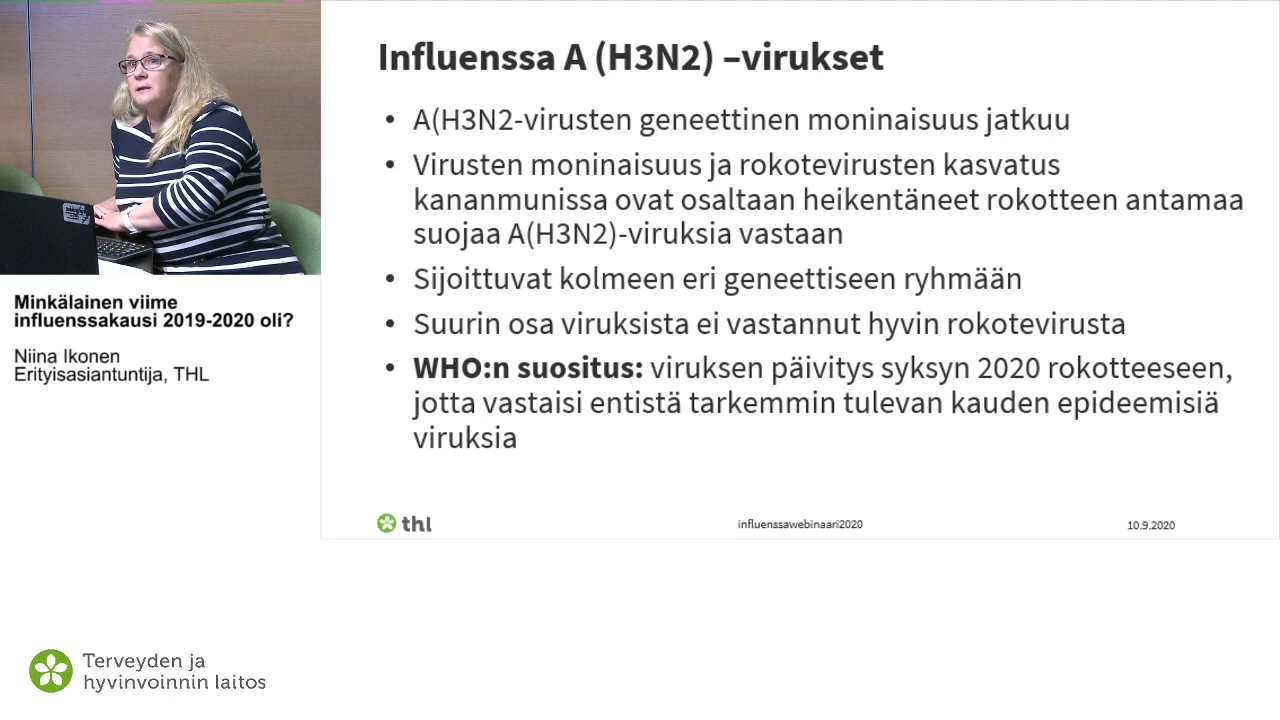 Influenssa A (H3N2) –virukset
• A(H3N2-virusten geneettinen moninaisuus jatkuu
• Virusten moninaisuus ja rokotevirusten kasvatus
kananmunissa ovat osaltaan heikentäneet rokotteen antamaa
suojaa A(H3N2)-viruksia vastaan
• Sijoittuvat kolmeen eri geneettiseen ryhmään
• Suurin osa viruksista ei vastannut hyvin rokotevirusta
• WHO:n suositus: viruksen päivitys syksyn 2020 rokotteeseen,
jotta vastaisi entistä tarkemmin tulevan kauden epideemisiä
viruksia
thl
influenssawebinaari2020
10.9.2020
Minkälainen viime
influenssakausi 2019-2020 oli?
Niina Ikonen
Erityisasiantuntija, THL
Terveyden ja
hyvinvoinnin laitos